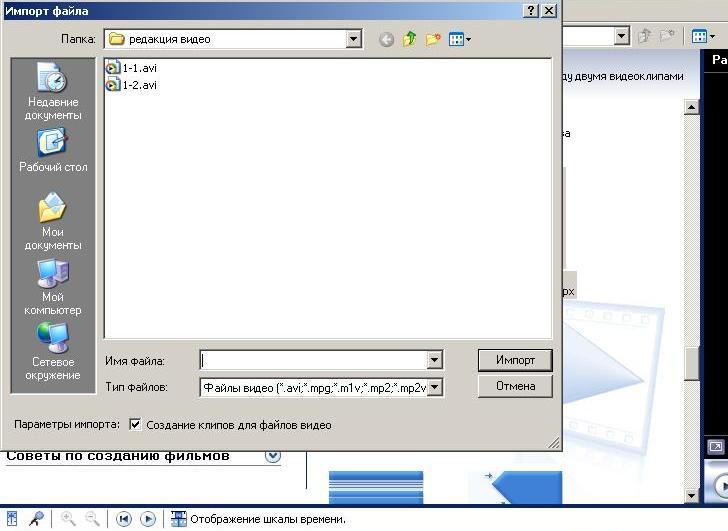 Импорт файла
Папка: редакция видео
1-1.avi
1-2.avi
Недавние
документы
Рабочий стол
Мои
документы
Мой
компьютер
Сетевое
окружение
Имя файла:
Импорт
Тип файлов: Файлы видео (*.avi;*.mpg;*.m1v;*.mp2;*.mp2v
Отмена
Параметры импорта: Создание клипов для файлов видео
Ра
ду двумя видеоклипами
за
рх
Советы по созданию фильмов
Отображение шкалы времени.